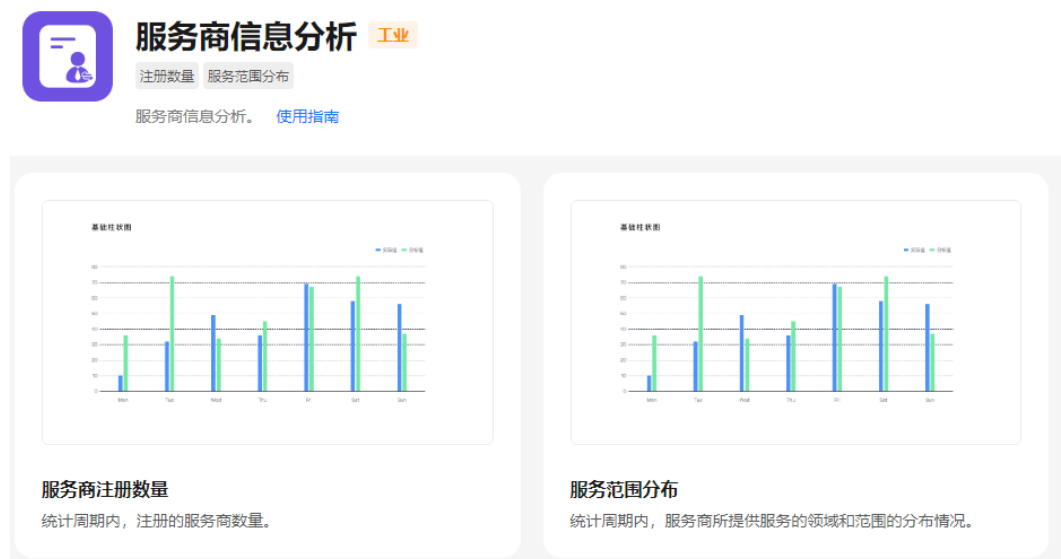 服务商信息分析 工业
注册数量 服务范围分布
服务商信息分析。 使用指南
基础柱状图
基础柱状图
Mon Tue Wed Thu Fri Sat Sun
Mon Tue Wed Thu Fri Sat Sun
服务商注册数量
统计周期内，注册的服务商数量。
服务范围分布
统计周期内，服务商所提供服务的领域和范围的分布情况。